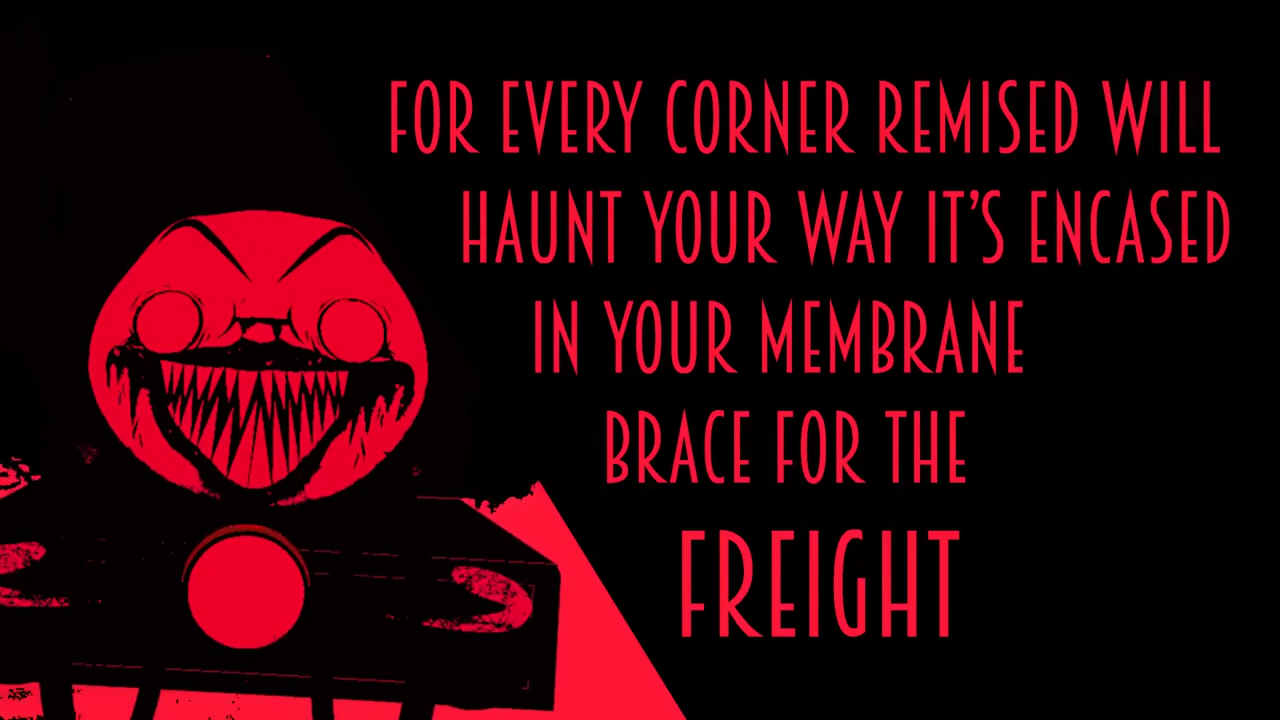 FOR EVERY CORNER REMISED WILL
HAUNT YOUR WAY IT'S ENCASED
IN YOUR MEMBRANE
BRACE FOR THE
FREIGHT